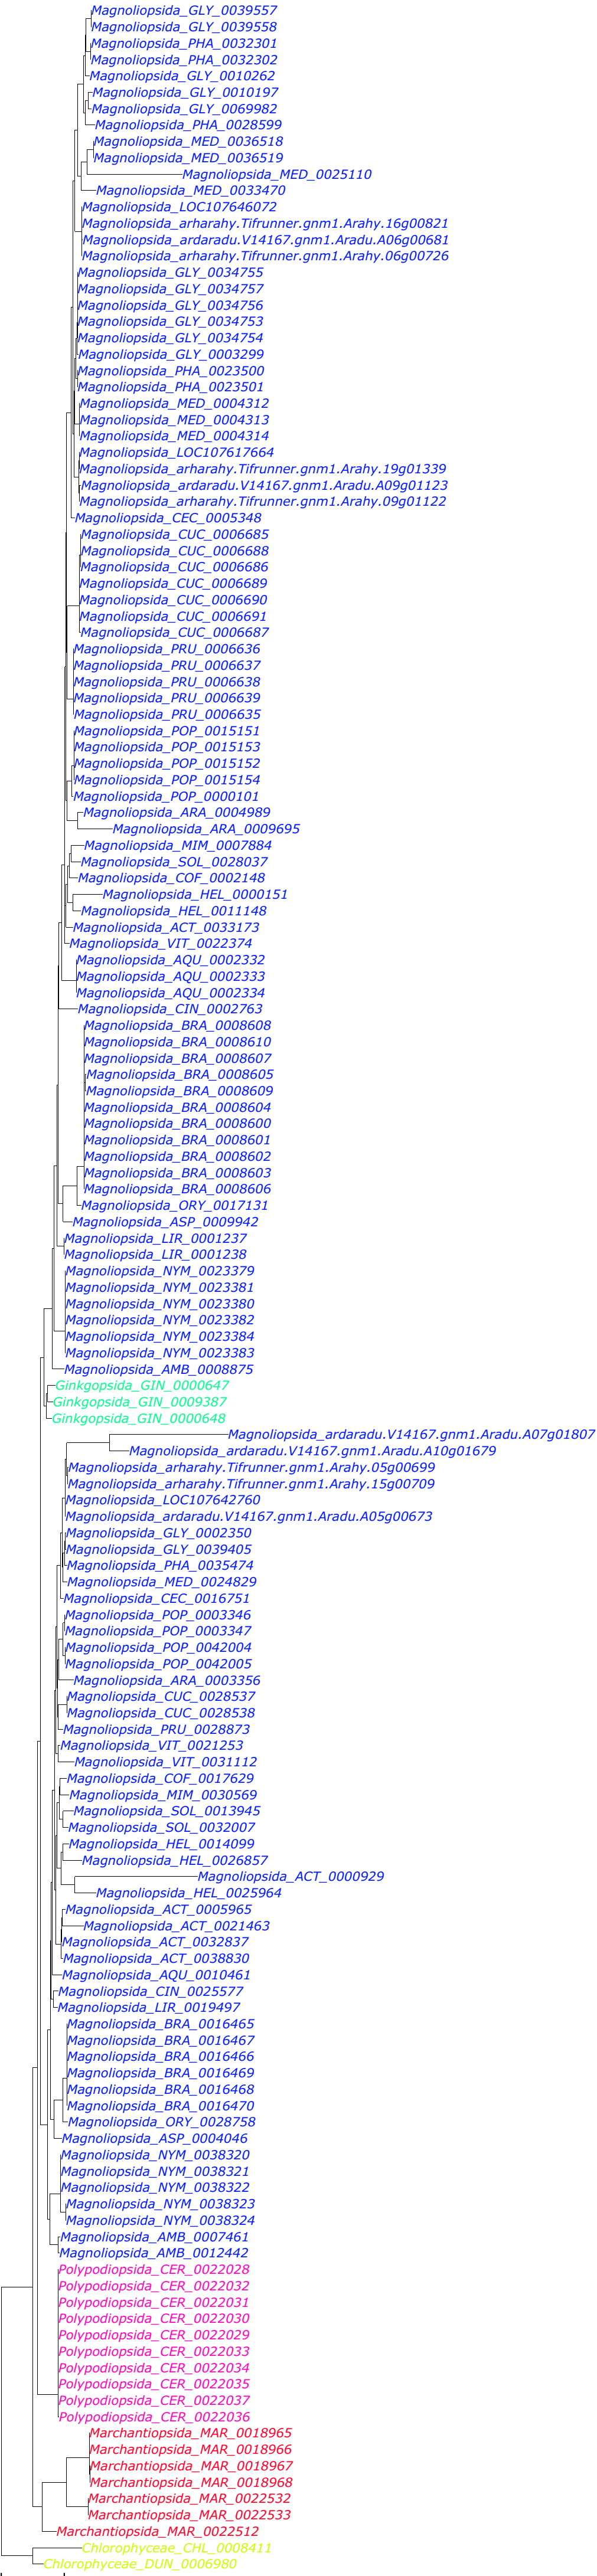 Magnoliopsida_GLY_0039557
Magnoliopsida_GLY_0039558
Magnoliopsida_PHA_0032301
Magnoliopsida_PHA_0032302
Magnoliopsida_GLY_0010262
Magnoliopsida_GLY_0010197
Magnoliopsida_GLY_0069982
Magnoliopsida_PHA_0028599
Magnoliopsida_MED_0036518
Magnoliopsida_MED_0036519
Magnoliopsida_MED_0025110
Magnoliopsida_MED_0033470
Magnoliopsida_LOC107646072
Magnoliopsida_arharahy.Tifrunner.gnm1.Arahy.16g00821
Magnoliopsida_ardaradu.V14167.gnm1.Aradu.A06g00681
Magnoliopsida_arharahy.Tifrunner.gnm1.Arahy.06g00726
Magnoliopsida_GLY_0034755
Magnoliopsida_GLY_0034757
Magnoliopsida_GLY_0034756
Magnoliopsida_GLY_0034753
Magnoliopsida_GLY_0034754
Magnoliopsida_GLY_0003299
Magnoliopsida_PHA_0023500
Magnoliopsida_PHA_0023501
Magnoliopsida_MED_0004312
Magnoliopsida_MED_0004313
Magnoliopsida_MED_0004314
Magnoliopsida_LOC107617664
Magnoliopsida_arharahy.Tifrunner.gnm1.Arahy.19g01339
Magnoliopsida_ardaradu.V14167.gnm1.Aradu.A09g01123
Magnoliopsida_arharahy.Tifrunner.gnm1.Arahy.09g01122
Magnoliopsida_CEC_0005348
Magnoliopsida_CUC_0006685
Magnoliopsida_CUC_0006688
Magnoliopsida_CUC_0006686
Magnoliopsida_CUC_0006689
Magnoliopsida_CUC_0006690
Magnoliopsida_CUC_0006691
Magnoliopsida_CUC_0006687
Magnoliopsida_PRU_0006636
Magnoliopsida_PRU_0006637
Magnoliopsida_PRU_0006638
Magnoliopsida_PRU_0006639
Magnoliopsida_PRU_0006635
Magnoliopsida_POP_0015151
Magnoliopsida_POP_0015153
Magnoliopsida_POP_0015152
Magnoliopsida_POP_0015154
Magnoliopsida_POP_0000101
Magnoliopsida_ARA_0004989
Magnoliopsida_ARA_0009695
Magnoliopsida_MIM_0007884
Magnoliopsida_SOL_0028037
Magnoliopsida_COF_0002148
Magnoliopsida_HEL_0000151
Magnoliopsida_HEL_0011148
Magnoliopsida_ACT_0033173
Magnoliopsida_VIT_0022374
Magnoliopsida_AQU_0002332
Magnoliopsida_AQU_0002333
Magnoliopsida_AQU_0002334
Magnoliopsida_CIN_0002763
Magnoliopsida_BRA_0008608
Magnoliopsida_BRA_0008610
Magnoliopsida_BRA_0008607
Magnoliopsida_BRA_0008605
Magnoliopsida_BRA_0008609
Magnoliopsida_BRA_0008604
Magnoliopsida_BRA_0008600
Magnoliopsida_BRA_0008601
Magnoliopsida_BRA_0008602
Magnoliopsida_BRA_0008603
Magnoliopsida_BRA_0008606
Magnoliopsida_ORY_0017131
Magnoliopsida_ASP_0009942
Magnoliopsida_LIR_0001237
Magnoliopsida_LIR_0001238
Magnoliopsida_NYM_0023379
Magnoliopsida_NYM_0023381
Magnoliopsida_NYM_0023380
Magnoliopsida_NYM_0023382
Magnoliopsida_NYM_0023384
Magnoliopsida_NYM_0023383
Magnoliopsida_AMB_0008875
Ginkgopsida_GIN_0000647
Ginkgopsida_GIN_0009387
Ginkgopsida_GIN_0000648
Magnoliopsida_ardaradu.V14167.gnm1.Aradu.A07g01807
Magnoliopsida_ardaradu.V14167.gnm1.Aradu.A10g01679
Magnoliopsida_arharahy.Tifrunner.gnm1.Arahy.05g00699
Magnoliopsida_arharahy.Tifrunner.gnm1.Arahy.15g00709
Magnoliopsida_LOC107642760
Magnoliopsida_ardaradu.V14167.gnm1.Aradu.A05g00673
Magnoliopsida_GLY_0002350
Magnoliopsida_GLY_0039405
Magnoliopsida_PHA_0035474
Magnoliopsida_MED_0024829
Magnoliopsida_CEC_0016751
Magnoliopsida_POP_0003346
Magnoliopsida_POP_0003347
Magnoliopsida_POP_0042004
Magnoliopsida_POP_0042005
Magnoliopsida_ARA_0003356
Magnoliopsida_CUC_0028537
Magnoliopsida_CUC_0028538
Magnoliopsida_PRU_0028873
Magnoliopsida_VIT_0021253
Magnoliopsida_VIT_0031112
Magnoliopsida_COF_0017629
Magnoliopsida_MIM_0030569
Magnoliopsida_SOL_0013945
Magnoliopsida_SOL_0032007
Magnoliopsida_HEL_0014099
Magnoliopsida_HEL_0026857
Magnoliopsida_ACT_0000929
Magnoliopsida_HEL_0025964
Magnoliopsida_ACT_0005965
Magnoliopsida_ACT_0021463
Magnoliopsida_ACT_0032837
Magnoliopsida_ACT_0038830
Magnoliopsida_AQU_0010461
Magnoliopsida_CIN_0025577
Magnoliopsida_LIR_0019497
Magnoliopsida_BRA_0016465
Magnoliopsida_BRA_0016467
Magnoliopsida_BRA_0016466
Magnoliopsida_BRA_0016469
Magnoliopsida_BRA_0016468
Magnoliopsida_BRA_0016470
Magnoliopsida_ORY_0028758
Magnoliopsida_ASP_0004046
Magnoliopsida_NYM_0038320
Magnoliopsida_NYM_0038321
Magnoliopsida_NYM_0038322
Magnoliopsida_NYM_0038323
Magnoliopsida_NYM_0038324
Magnoliopsida_AMB_0007461
Magnoliopsida_AMB_0012442
Polypodiopsida_CER_0022028
Polypodiopsida_CER_0022032
Polypodiopsida_CER_0022031
Polypodiopsida_CER_0022030
Polypodiopsida_CER_0022029
Polypodiopsida_CER_0022033
Polypodiopsida_CER_0022034
Polypodiopsida_CER_0022035
Polypodiopsida_CER_0022037
Polypodiopsida_CER_0022036
Marchantiopsida_MAR_0018965
Marchantiopsida_MAR_0018966
Marchantiopsida_MAR_0018967
Marchantiopsida_MAR_0018968
Marchantiopsida_MAR_0022532
Marchantiopsida_MAR_0022533
Marchantiopsida_MAR_0022512
Chlorophyceae_CHL_0008411
Chlorophyceae_DUN_0006980